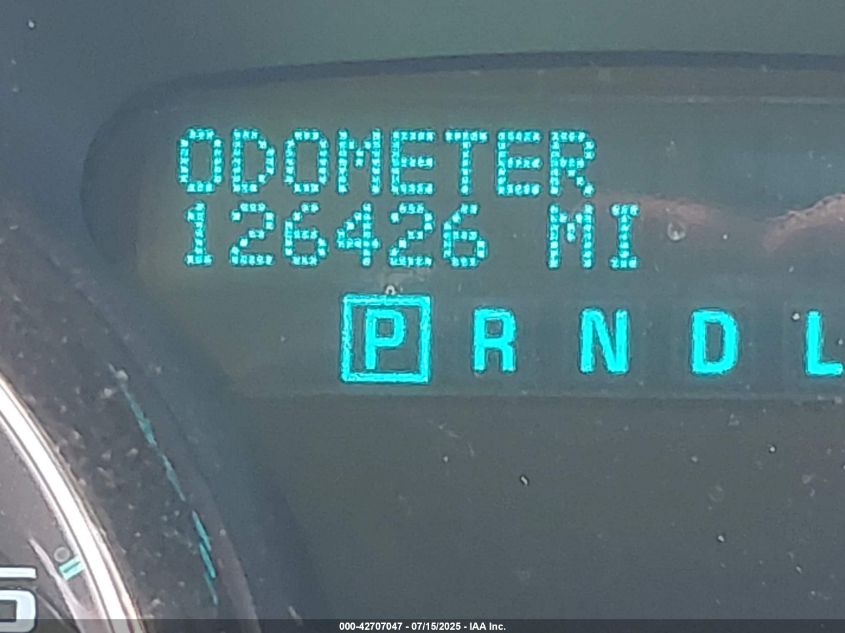 ODOMETER
126426 MI
P R N D L
000-42707047 - 07/15/2025 - IAA Inc.